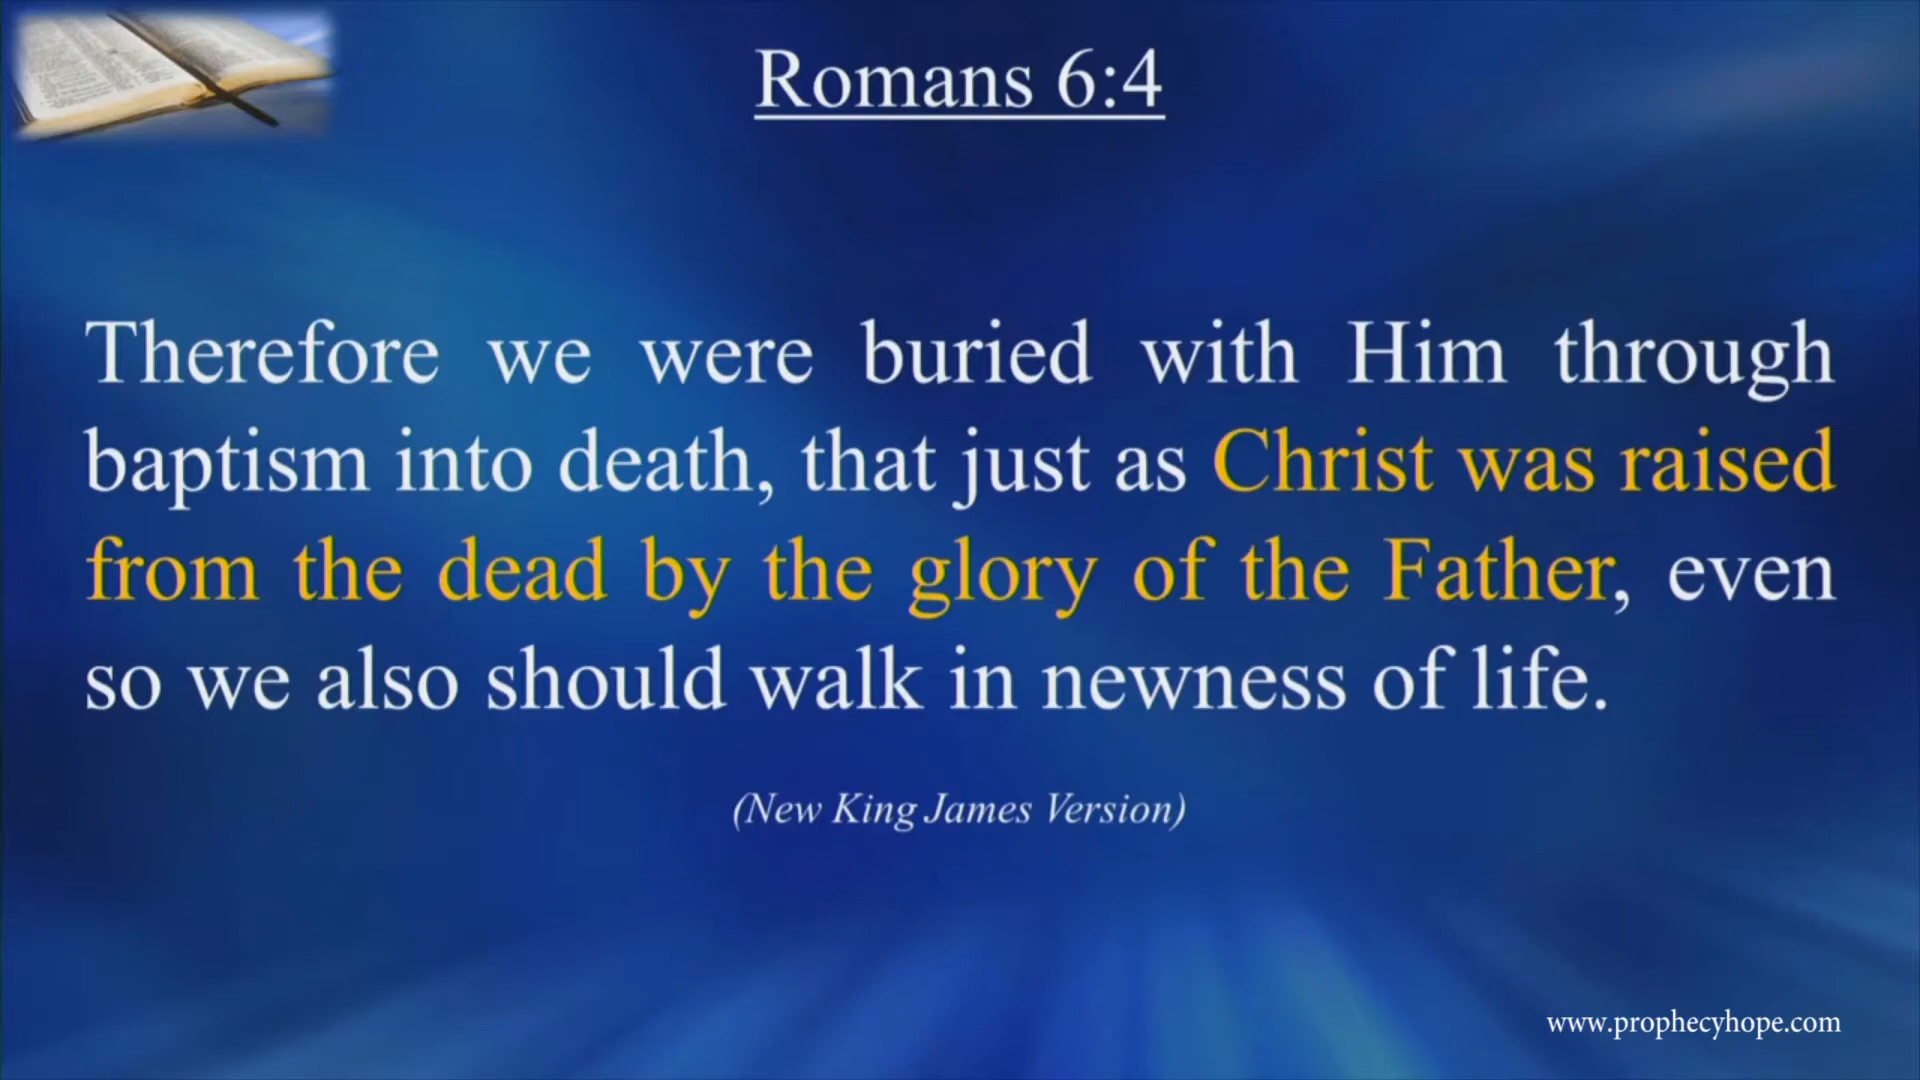 Romans 6:4
Therefore we were buried with Him through
baptism into death, that just as Christ was raised
from the dead by the glory of the Father, even
so we also should walk in newness of life.
(New King James Version)
www.prophecyhope.com